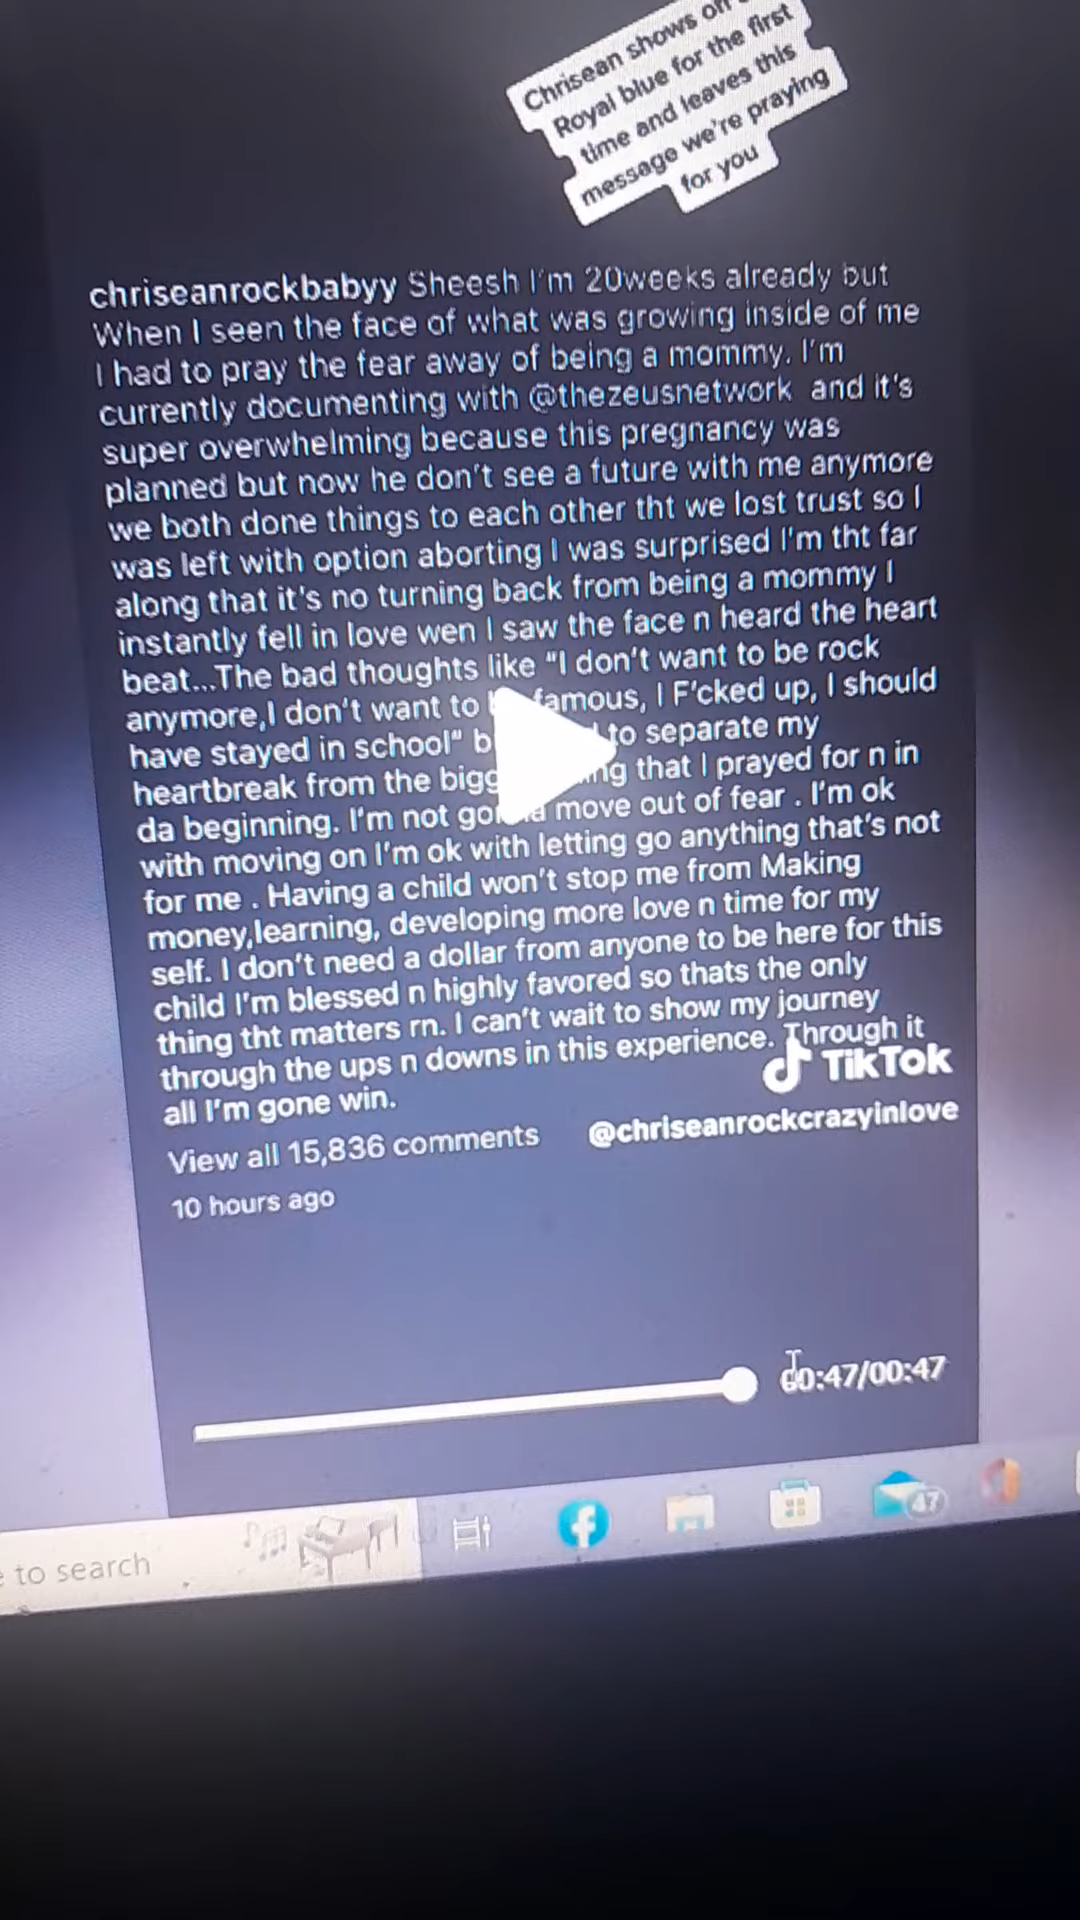 Chrisean shows off
Royal blue for the first
time and leaves this
message we're praying
for you
chriseanrockbabyy Sheesh I'm 20weeks already but
When I seen the face of what was growing inside of me
I had to pray the fear away of being a mommy. I'm
currently documenting with @thezeusnetwork and it's
super overwhelming because this pregnancy was
planned but now he don't see a future with me anymore
we both done things to each other tht we lost trust so I
was left with option aborting I was surprised I'm tht far
along that it's no turning back from being a mommy I
instantly fell in love wen I saw the face n heard the heart
beat...The bad thoughts like "I don't want to be rock
anymore,I don't want to famous, I F'cked up, I should
have stayed in school" to separate my
heartbreak from the that I prayed for n in
da beginning. I'm not move out of fear . I'm ok
with moving on I'm ok with letting go anything that's not
for me . Having a child won't stop me from Making
money,learning, developing more love n time for my
self. I don't need a dollar from anyone to be here for this
child I'm blessed n highly favored so thats the only
thing tht matters rn. I can't wait to show my journey
through the ups n downs in this experience. Through it
all I'm gone win.
TikTok
@chriseanrockcrazyinlove
View all 15,836 comments
10 hours ago
00:47/00:47
to search
47